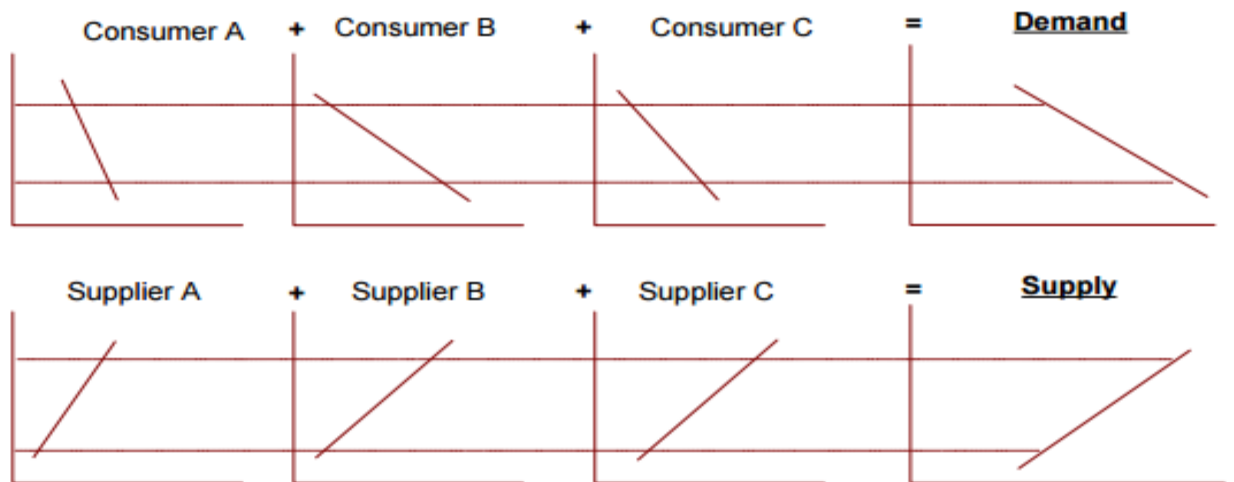 Consumer A + Consumer B + Consumer C = Demand
Supplier A + Supplier B + Supplier C = Supply